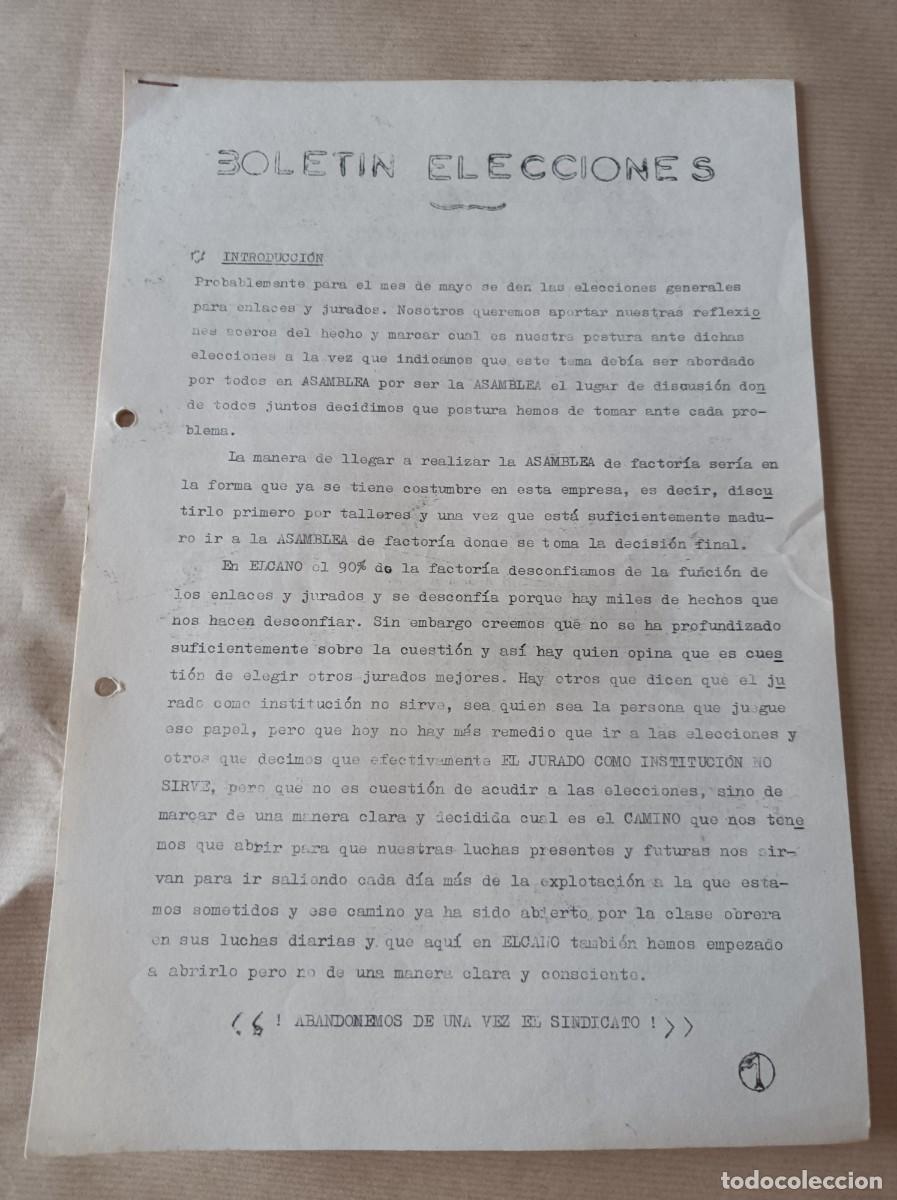 BOLETIN ELECCIONES
INTRODUCCIÓN
Probablemente para el mes de mayo se den las elecciones generales
para enlaces y jurados. Nosotros queremos aportar nuestras reflexio
nes acerca del hecho y marcar cual es nuestra postura ante dichas
elecciones a la vez que indicamos que este tema debía ser abordado
por todos en ASAMBLEA por ser la ASAMBLEA el lugar de discusión don
de todos juntos decidimos que postura hemos de tomar ante cada pro-
blema.
La manera de llegar a realizar la ASAMBLEA de factoría sería en
la forma que ya se tiene costumbre en esta empresa, es decir, discu
tirlo primero por talleres y una vez que está suficientemente madu-
ro ir a la ASAMBLEA de factoría donde se toma la decisión final.
En ELCANO el 90% de la factoría desconfiamos de la función de
los enlaces y jurados y se desconfía porque hay miles de hechos que
nos hacen desconfiar. Sin embargo creemos que no se ha profundizado
suficientemente sobre la cuestión y así hay quien opina que es cues
tión de elegir otros jurados mejores. Hay otros que dicen que el ju
rado como institución no sirve, sea quien sea la persona que juegue
ese papel, pero que hoy no hay más remedio que ir a las elecciones y
otros que decimos que efectivamente EL JURADO COMO INSTITUCIÓN NO
SIRVE, pero que no es cuestión de acudir a las elecciones, sino de
marcar de una manera clara y decidida cual es el CAMINO que nos tene
mos que abrir para que nuestras luchas presentes y futuras nos sir-
van para ir saliendo cada día más de la explotación a la que esta-
mos sometidos y ese camino ya ha sido abierto por la clase obrera
en sus luchas diarias y que aquí en ELCANO también hemos empezado
a abrirlo pero no de una manera clara y consciente.
! ABANDONEMOS DE UNA VEZ EL SINDICATO ! >>
1
todocoleccion